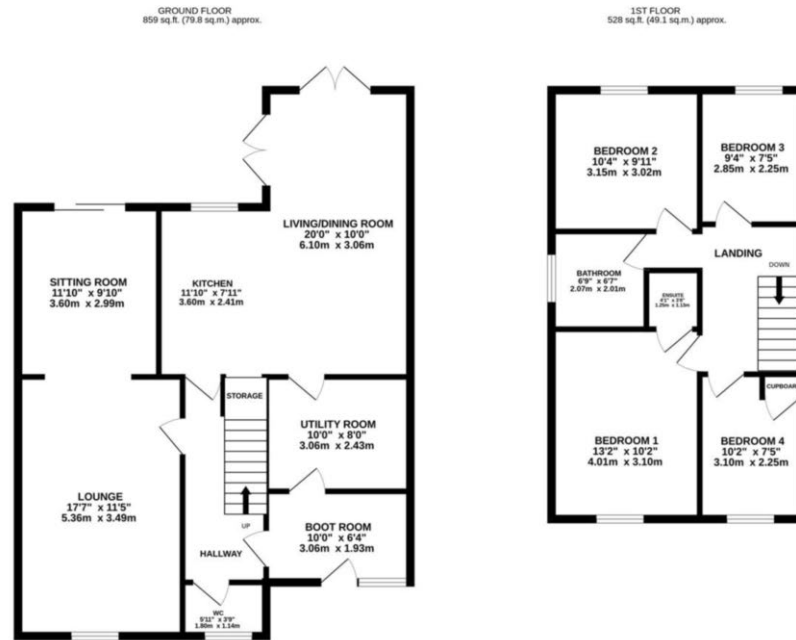 GROUND FLOOR
859 sq.ft. (79.8 sq.m.) approx.
SITTING ROOM
11'10" x 9'10"
3.60m x 2.99m
KITCHEN
11'10" x 7'11"
3.60m x 2.41m
LIVING/DINING ROOM
20'0" x 10'0"
6.10m x 3.06m
STORAGE
UTILITY ROOM
10'0" x 8'0"
3.06m x 2.43m
LOUNGE
17'7" x 11'5"
5.36m x 3.49m
UP
HALLWAY
BOOT ROOM
10'0" x 6'4"
3.06m x 1.93m
WC
5'11" x 3'9"
1.80m x 1.14m
1ST FLOOR
528 sq.ft. (49.1 sq.m.) approx.
BEDROOM 2
10'4" x 9'11"
3.15m x 3.02m
BEDROOM 3
9'4" x 7'5"
2.85m x 2.25m
LANDING
DOWN
BATHROOM
6'9" x 6'7"
2.07m x 2.01m
ENSUITE
BEDROOM 1
13'2" x 10'2"
4.01m x 3.10m
CUPBOAR
BEDROOM 4
10'2" x 7'5"
3.10m x 2.25m